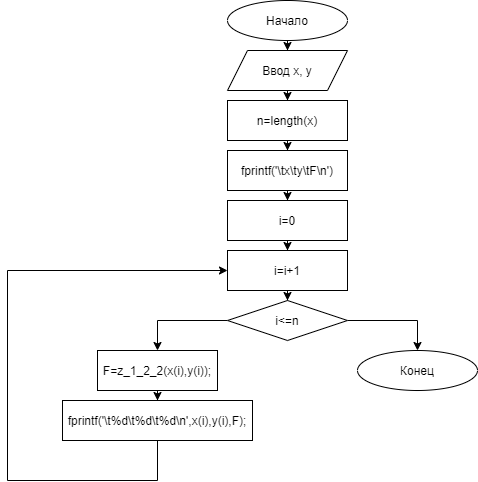 Начало
Ввод x, y
n=length(x)
fprintf('\tx\ty\tF\n')
i=0
i=i+1
i<=n
F=z_1_2_2(x(i),y(i));
Конец
fprintf('\t%d\t%d\t%d\n',x(i),y(i),F);